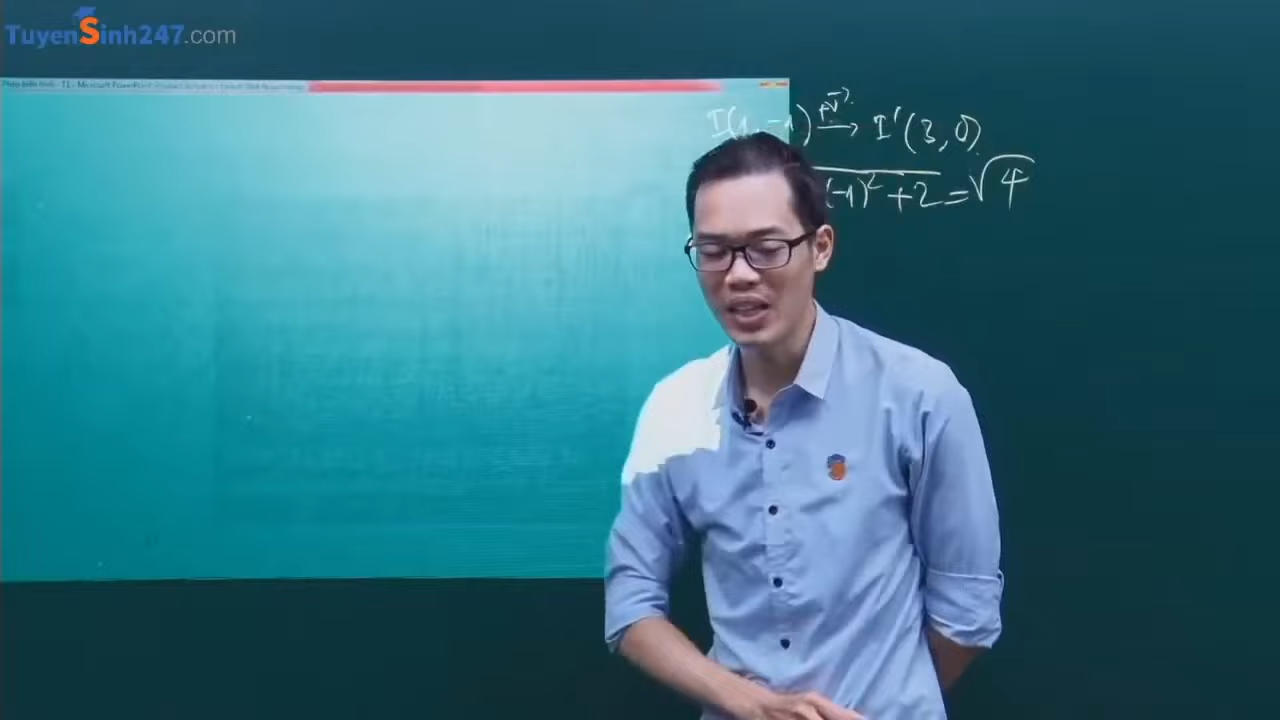 TuyenSinh247.com
I(1,-1) →^{+v⃗} I'(3,0)
(-1)² + 2 = √4